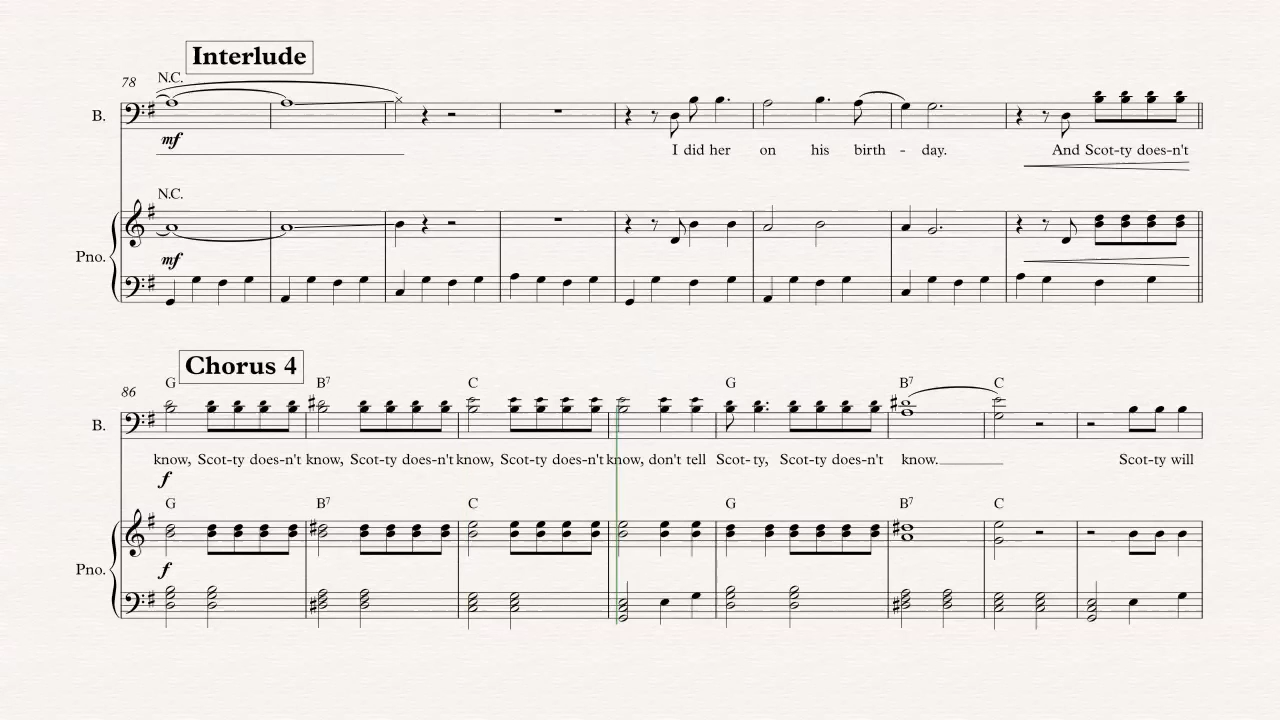 Interlude
78 N.C.
B.
mf
I did her on his birth - day. And Scot-ty does-n't
N.C.
Pno.
mf
Chorus 4
86 G B7 C G B7 C
B.
know, Scot-ty does-n't know, Scot-ty does-n't know, Scot-ty does-n't know, don't tell Scot-ty, Scot-ty does-n't know. Scot-ty will
f
G B7 C G B7 C
Pno.
f